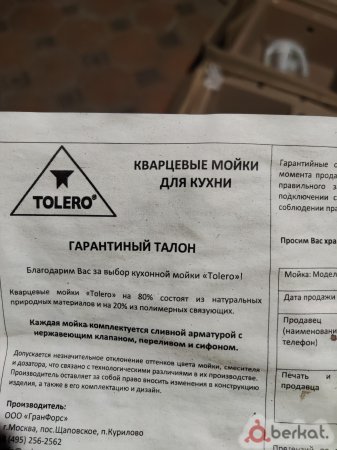 TOLERO®
КВАРЦЕВЫЕ МОЙКИ
ДЛЯ КУХНИ
ГАРАНТИНЫЙ ТАЛОН
Благодарим Вас за выбор кухонной мойки «Tolero»!
Кварцевые мойки «Tolero» на 80% состоят из натуральных
природных материалов и на 20% из полимерных связующих.
Каждая мойка комплектуется сливной арматурой с
нержавеющим клапаном, переливом и сифоном.
Допускается незначительное отклонение оттенков цвета мойки, смесителя
и дозатора, что связано с технологическими различиями в их производстве.
Производитель оставляет за собой право вносить изменения в конструкцию
изделия, а также в его комплектацию и дизайн.
Производитель:
ООО «ГранФорс»
(495) 256-2562
г.Москва, пос.Щаповское, п.Курилово
Гарантийные
момента прода
правильного
подключении с
соблюдении пра
Просим Вас хра
Мойка: Модел
Дата продажи
Продавец
(наименовани
телефон)
Печать и
продавца
berkat.